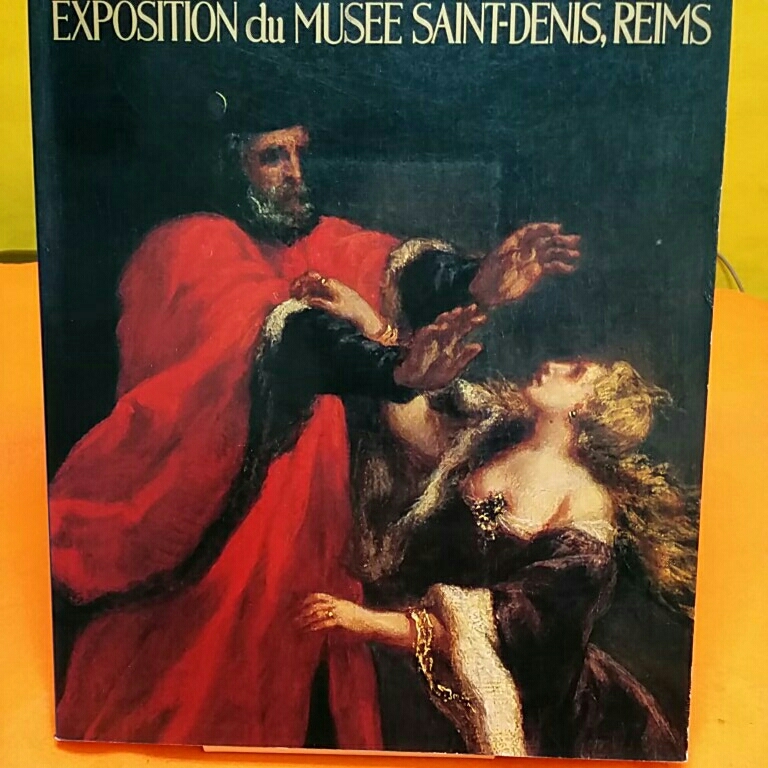 EXPOSITION du MUSEE SAINT-DENIS, REIMS